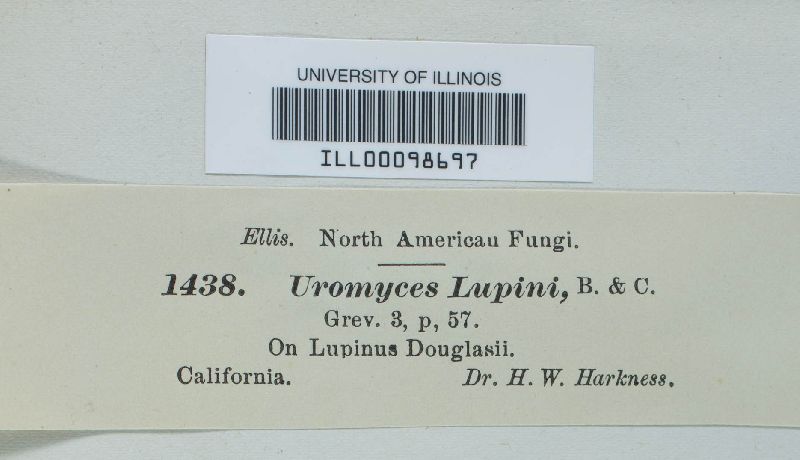 UNIVERSITY OF ILLINOIS
ILL00098697
Ellis. North American Fungi.
1438. Uromyces Lupini, B. & C.
Grev. 3, p, 57.
On Lupinus Douglasii.
California. Dr. H. W. Harkness.